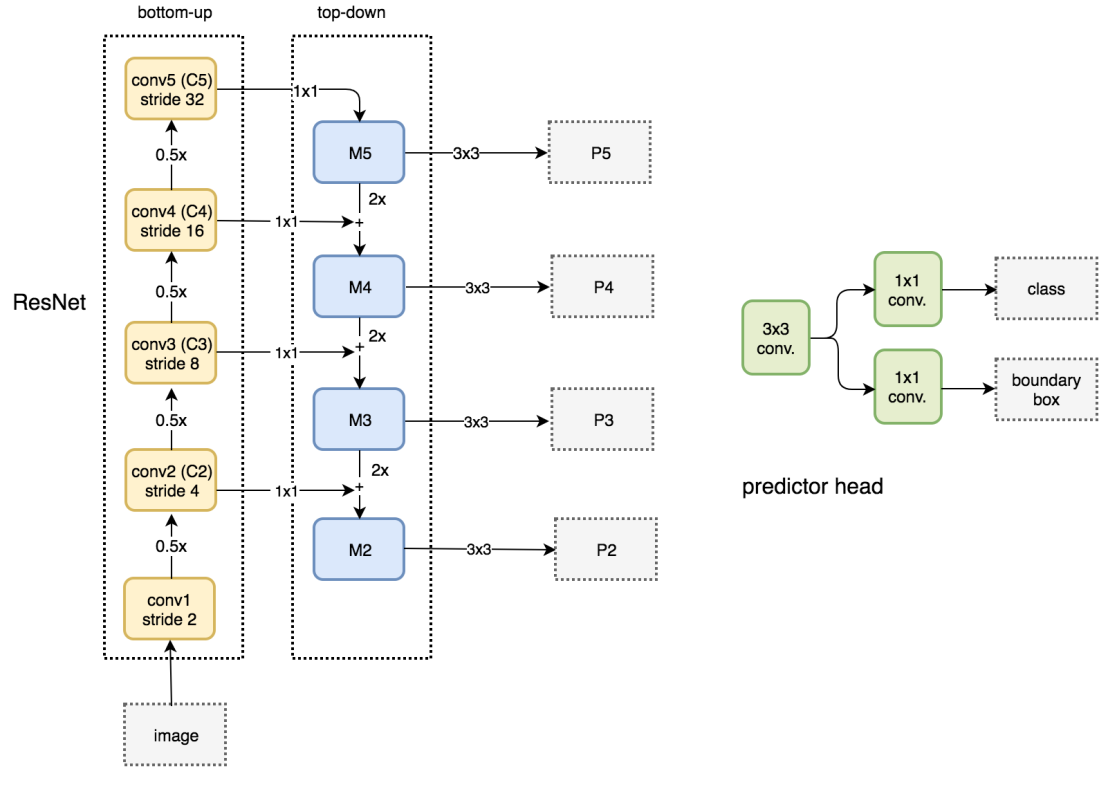 bottom-up
top-down
conv5 (C5)
stride 32
1x1
M5
3x3
P5
0.5x
2x
conv4 (C4)
stride 16
1x1
+
M4
3x3
P4
0.5x
2x
ResNet
conv3 (C3)
stride 8
1x1
+
M3
3x3
P3
0.5x
2x
conv2 (C2)
stride 4
1x1
+
M2
3x3
P2
0.5x
conv1
stride 2
image
3x3
conv.
1x1
conv.
class
1x1
conv.
boundary
box
predictor head